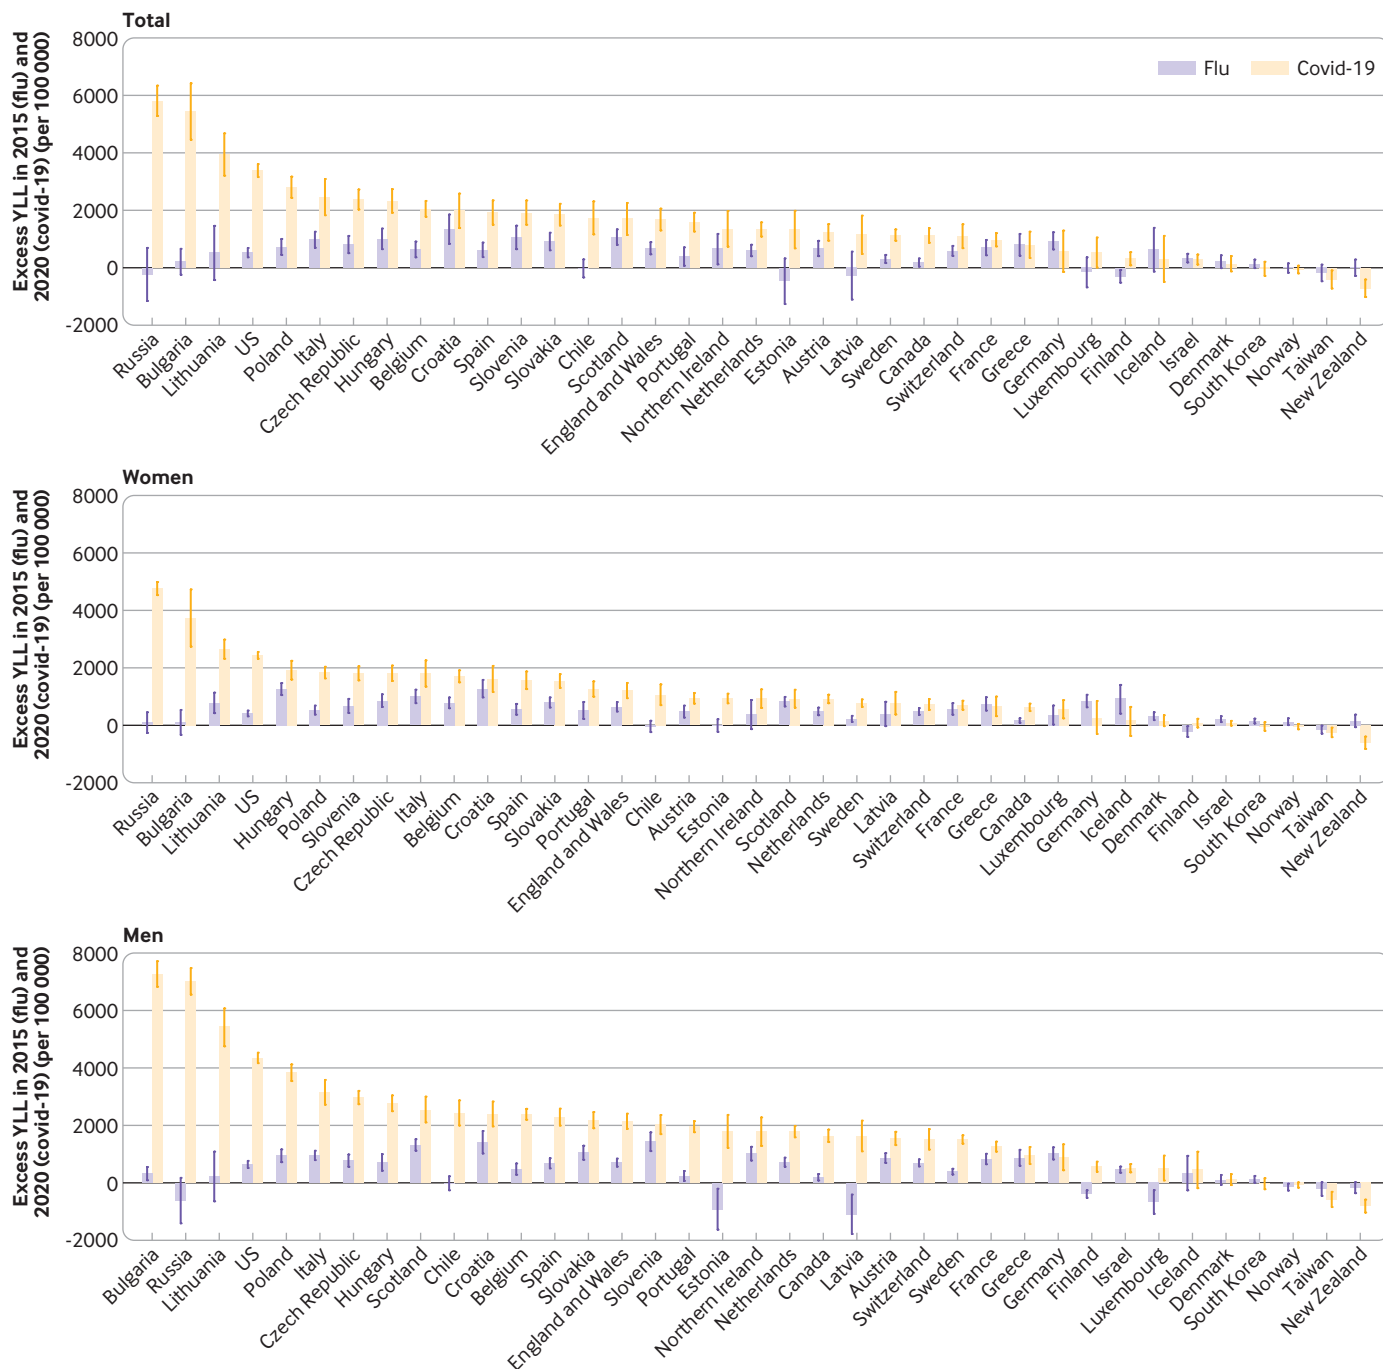 Total
Excess YLL in 2015 (flu) and
2020 (covid-19) (per 100 000)
8000
6000
4000
2000
0
-2000
Flu
Covid-19
Russia
Bulgaria
Lithuania
US
Poland
Italy
Czech Republic
Hungary
Belgium
Croatia
Spain
Slovenia
Slovakia
Chile
Scotland
England and Wales
Portugal
Northern Ireland
Netherlands
Estonia
Austria
Latvia
Sweden
Canada
Switzerland
France
Greece
Germany
Luxembourg
Finland
Iceland
Israel
Denmark
South Korea
Norway
Taiwan
New Zealand
Women
Excess YLL in 2015 (flu) and
2020 (covid-19) (per 100 000)
8000
6000
4000
2000
0
-2000
Russia
Bulgaria
Lithuania
US
Hungary
Poland
Slovenia
Czech Republic
Italy
Belgium
Croatia
Spain
Slovakia
Portugal
England and Wales
Chile
Austria
Estonia
Northern Ireland
Scotland
Netherlands
Sweden
Latvia
Switzerland
France
Greece
Canada
Luxembourg
Germany
Iceland
Denmark
Finland
Israel
South Korea
Norway
Taiwan
New Zealand
Men
Excess YLL in 2015 (flu) and
2020 (covid-19) (per 100 000)
8000
6000
4000
2000
0
-2000
Bulgaria
Russia
Lithuania
US
Poland
Italy
Czech Republic
Hungary
Scotland
Chile
Croatia
Belgium
Spain
Slovakia
England and Wales
Slovenia
Portugal
Estonia
Northern Ireland
Netherlands
Canada
Latvia
Austria
Switzerland
Sweden
France
Greece
Germany
Finland
Israel
Luxembourg
Iceland
Denmark
South Korea
Norway
Taiwan
New Zealand